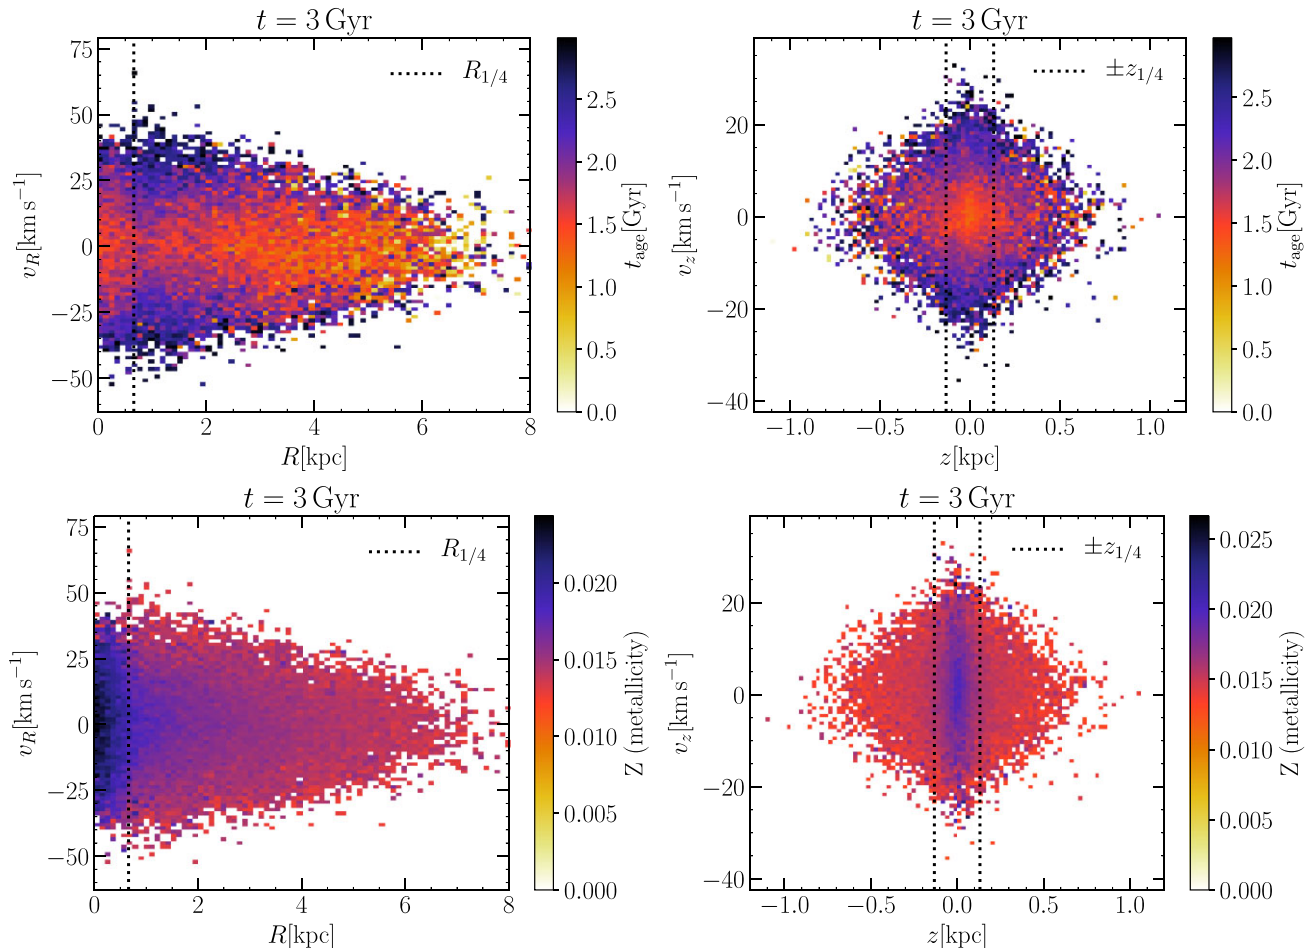 t = 3 Gyr
75
50
25
0
−25
−50
v_R[km s⁻¹]
R_{1/4}
0 2 4 6 8
R[kpc]
2.5
2.0
1.5
1.0
0.5
0.0
t_age[Gyr]
t = 3 Gyr
20
0
−20
−40
v_z[km s⁻¹]
±z_{1/4}
−1.0 −0.5 0.0 0.5 1.0
z[kpc]
2.5
2.0
1.5
1.0
0.5
0.0
t_age[Gyr]
t = 3 Gyr
75
50
25
0
−25
−50
v_R[km s⁻¹]
R_{1/4}
0 2 4 6 8
R[kpc]
0.020
0.015
0.010
0.005
0.000
Z (metallicity)
t = 3 Gyr
20
0
−20
−40
v_z[km s⁻¹]
±z_{1/4}
−1.0 −0.5 0.0 0.5 1.0
z[kpc]
0.025
0.020
0.015
0.010
0.005
0.000
Z (metallicity)